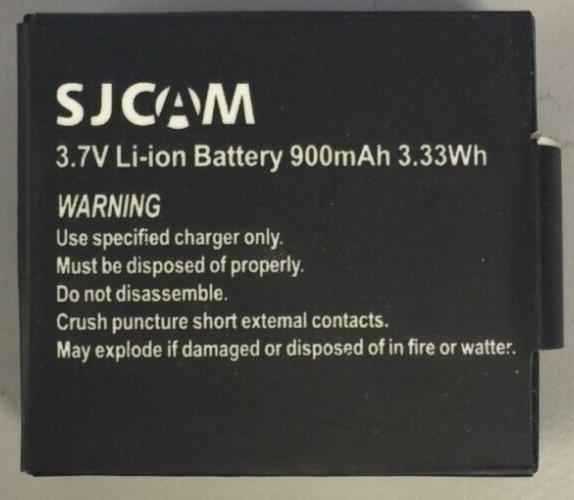 SJCAM
3.7V Li-ion Battery 900mAh 3.33Wh
WARNING
Use specified charger only.
Must be disposed of properly.
Do not disassemble.
Crush puncture short external contacts.
May explode if damaged or disposed of in fire or watter.